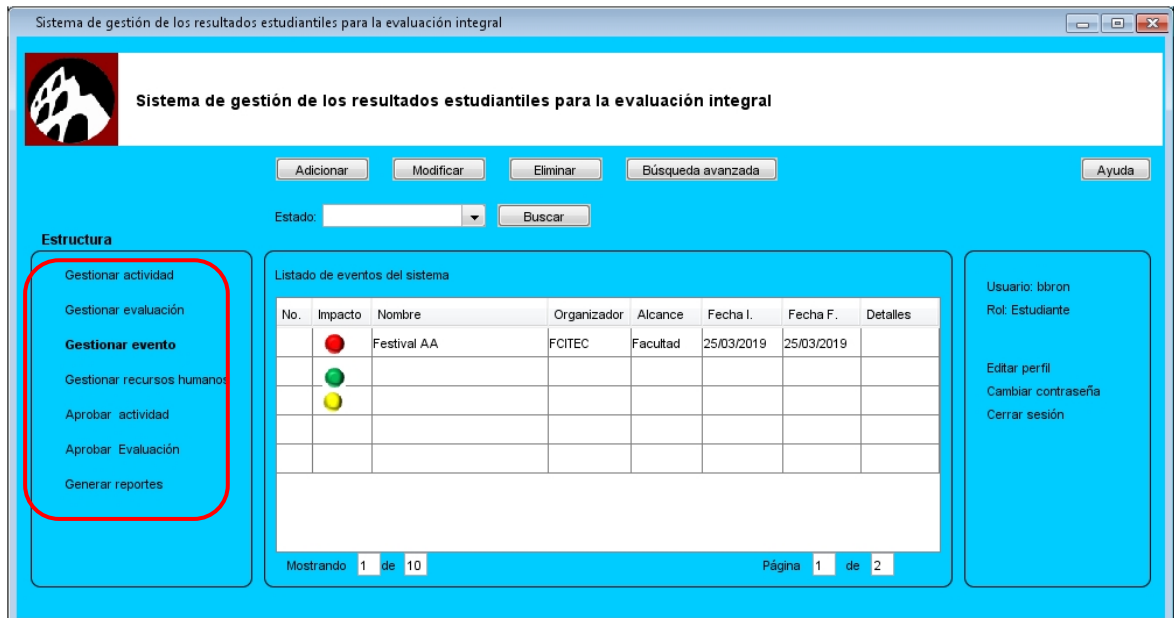 Sistema de gestión de los resultados estudiantiles para la evaluación integral
Sistema de gestión de los resultados estudiantiles para la evaluación integral
Adicionar Modificar Eliminar Búsqueda avanzada Ayuda
Estado: Buscar
Estructura
Gestionar actividad
Gestionar evaluación
Gestionar evento
Gestionar recursos humanos
Aprobar actividad
Aprobar Evaluación
Generar reportes
Listado de eventos del sistema
No. Impacto Nombre Organizador Alcance Fecha I. Fecha F. Detalles
Festival AA FCITEC Facultad 25/03/2019 25/03/2019
Mostrando 1 de 10 Página 1 de 2
Usuario: bbron
Rol: Estudiante
Editar perfil
Cambiar contraseña
Cerrar sesión